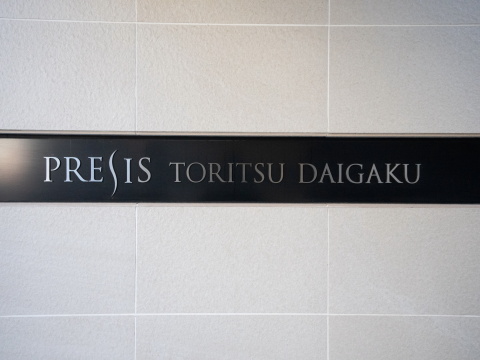 PRESIS TORITSU DAIGAKU